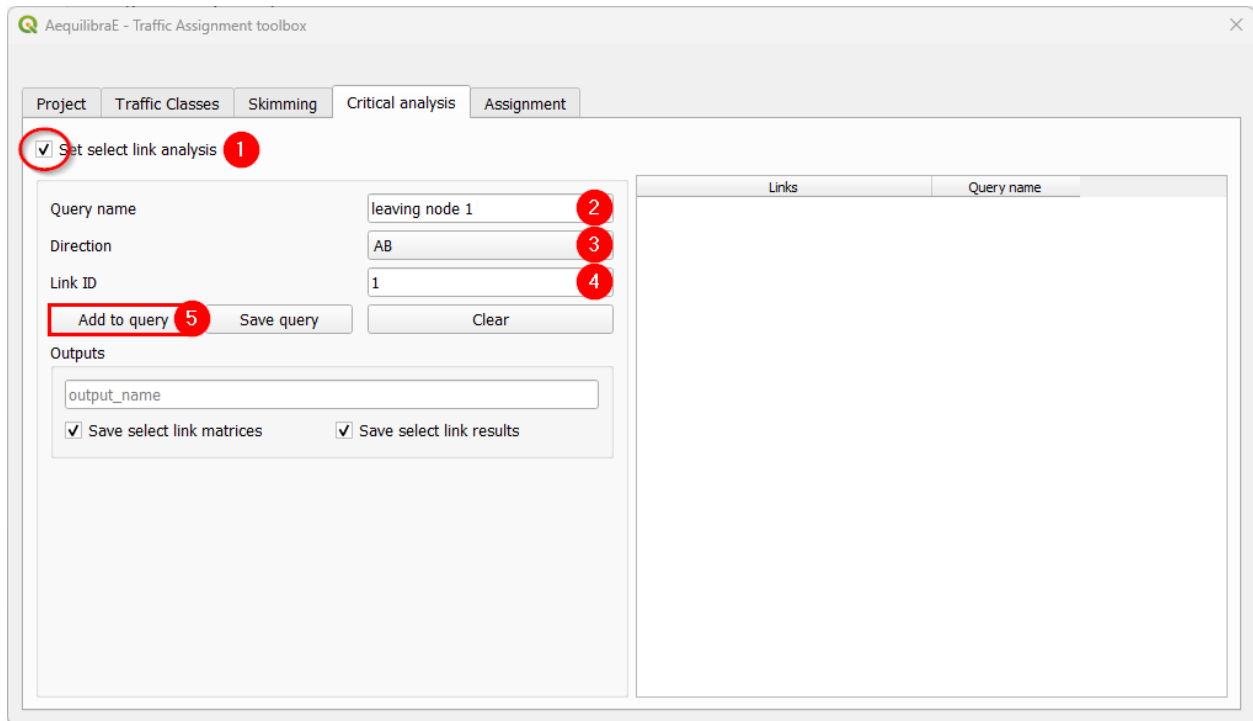 AequilibraE - Traffic Assignment toolbox
Project Traffic Classes Skimming Critical analysis Assignment
Set select link analysis 1
Links Query name
Query name leaving node 1 2
Direction AB 3
Link ID 1 4
Add to query 5 Save query Clear
Outputs
output_name
Save select link matrices Save select link results